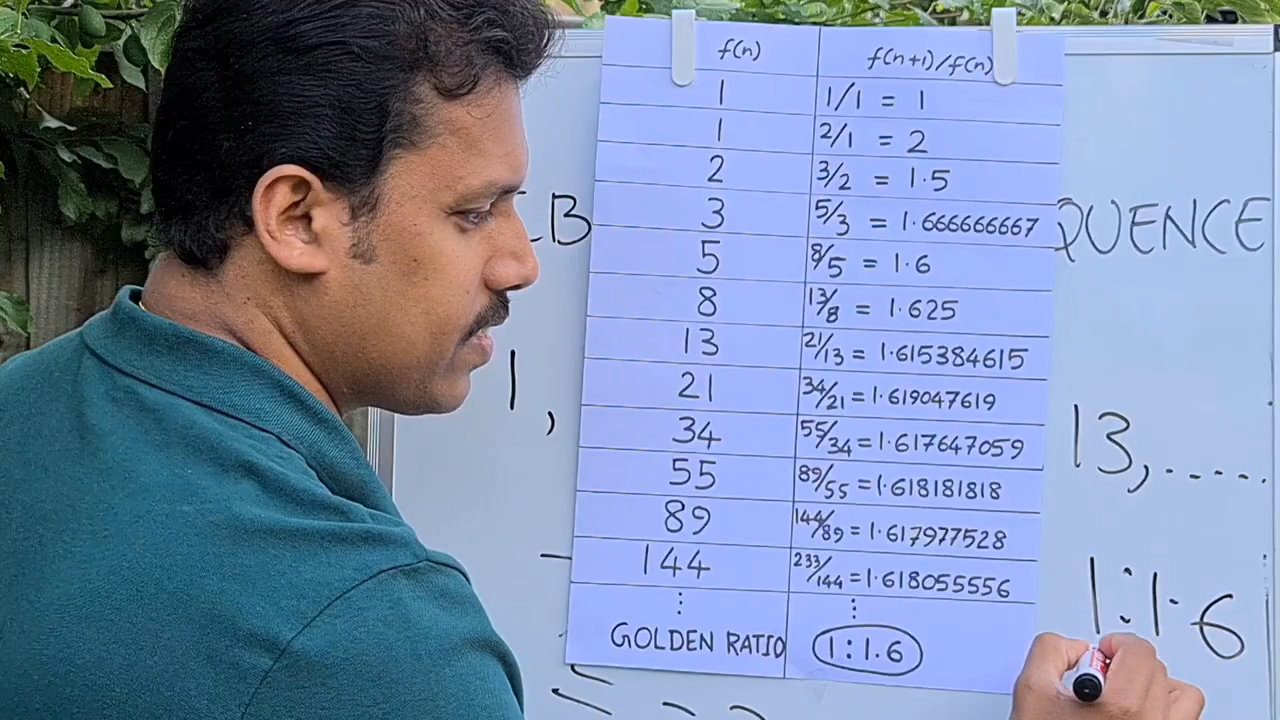 f(n) f(n+1)/f(n)
1 1/1 = 1
1 2/1 = 2
2 3/2 = 1.5
3 5/3 = 1.666666667
5 8/5 = 1.6
8 13/8 = 1.625
13 21/13 = 1.615384615
21 34/21 = 1.619047619
34 55/34 = 1.617647059
55 89/55 = 1.618181818
89 144/89 = 1.617977528
144 233/144 = 1.618055556
⋮ ⋮
GOLDEN RATIO 1:1.6
B QUENCE
1, 13,.....
1:1.6